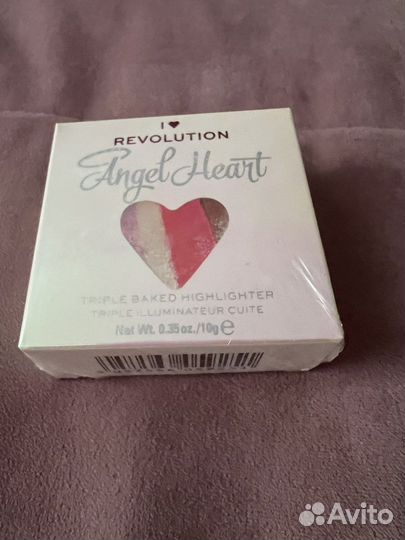 I ♥
REVOLUTION
Angel Heart
TRIPLE BAKED HIGHLIGHTER
TRIPLE ILLUMINATEUR CUITE
Net Wt. 0.35oz./10g ℮
Avito